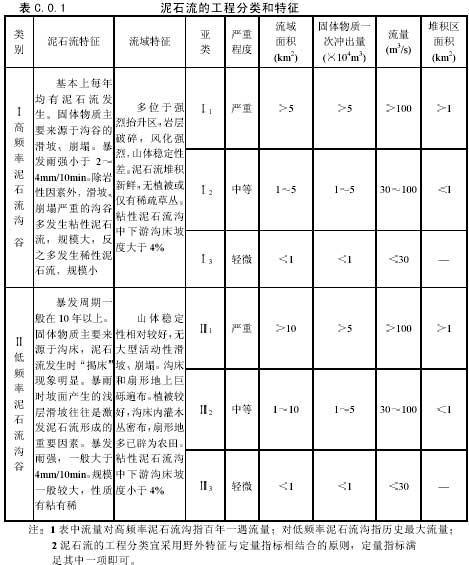 表 C.0.1 泥石流的工程分类和特征
类别
泥石流特征
流域特征
亚类
严重程度
流域面积(km²)
固体物质一次冲出量(×10⁴m³)
流量(m³/s)
堆积区面积(km²)
Ⅰ高频率泥石流沟谷
基本上每年
均有泥石流发
生。固体物质主
要来源于沟谷的
滑坡、崩塌。暴
发雨强小于 2～
4mm/10min。除岩
性因素外，滑坡、
崩塌严重的沟谷
多发生粘性泥石
流，规模大，反
之多发生稀性泥
石流，规模小
多位于强
烈抬升区，岩层
破碎，风化强
烈，山体稳定性
差。泥石流堆积
新鲜，无植被或
仅有稀疏草丛。
粘性泥石流沟
中下游沟床坡
度大于 4%
Ⅰ₁ 严重 ＞5 ＞5 ＞100 ＞1
Ⅰ₂ 中等 1～5 1～5 30～100 ＜1
Ⅰ₃ 轻微 ＜1 ＜1 ＜30 —
Ⅱ低频率泥石流沟谷
暴发周期一
般在 10 年以上。
固体物质主要来
源于沟床，泥石
流发生时“揭床”
现象明显。暴雨
时坡面产生的浅
层滑坡往往是激
发泥石流形成的
重要因素。暴发
雨强，一般大于
4mm/10min。规模
一般较大，性质
有粘有稀
山体稳定
性相对较好，无
大型活动性滑
坡、崩塌。沟床
和扇形地上巨
砾遍布。植被较
好，沟床内灌木
丛密布，扇形地
多已辟为农田。
粘性泥石流沟
中下游沟床坡
度小于 4%
Ⅱ₁ 严重 ＞10 ＞5 ＞100 ＞1
Ⅱ₂ 中等 1～10 1～5 30～100 ＜1
Ⅱ₃ 轻微 ＜1 ＜1 ＜30 —
注：1 表中流量对高频率泥石流沟指百年一遇流量；对低频率泥石流沟指历史最大流量；
2 泥石流的工程分类宜采用野外特征与定量指标相结合的原则，定量指标满
足其中一项即可。